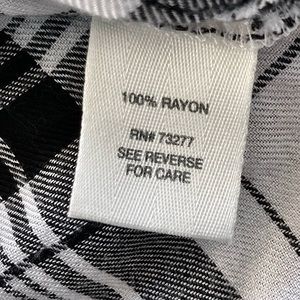 100% RAYON
RN# 73277
SEE REVERSE
FOR CARE